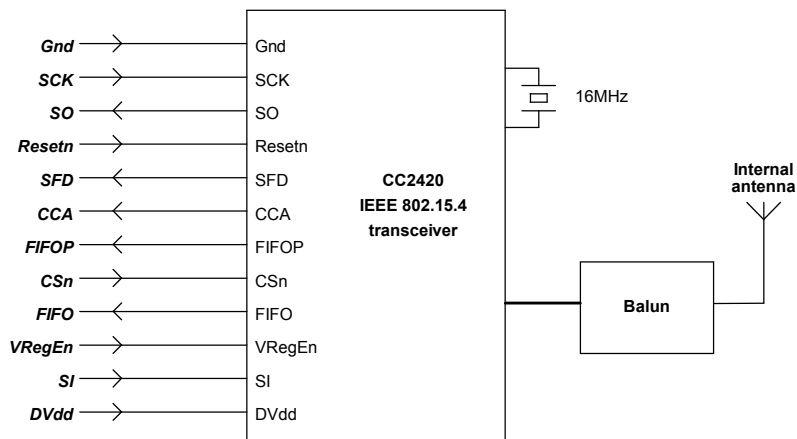 Gnd Gnd
SCK SCK
16MHz
SO SO
Resetn Resetn
Internal
antenna
SFD SFD
CC2420
IEEE 802.15.4
transceiver
CCA CCA
FIFOP FIFOP
CSn CSn
FIFO FIFO
Balun
VRegEn VRegEn
SI SI
DVdd DVdd